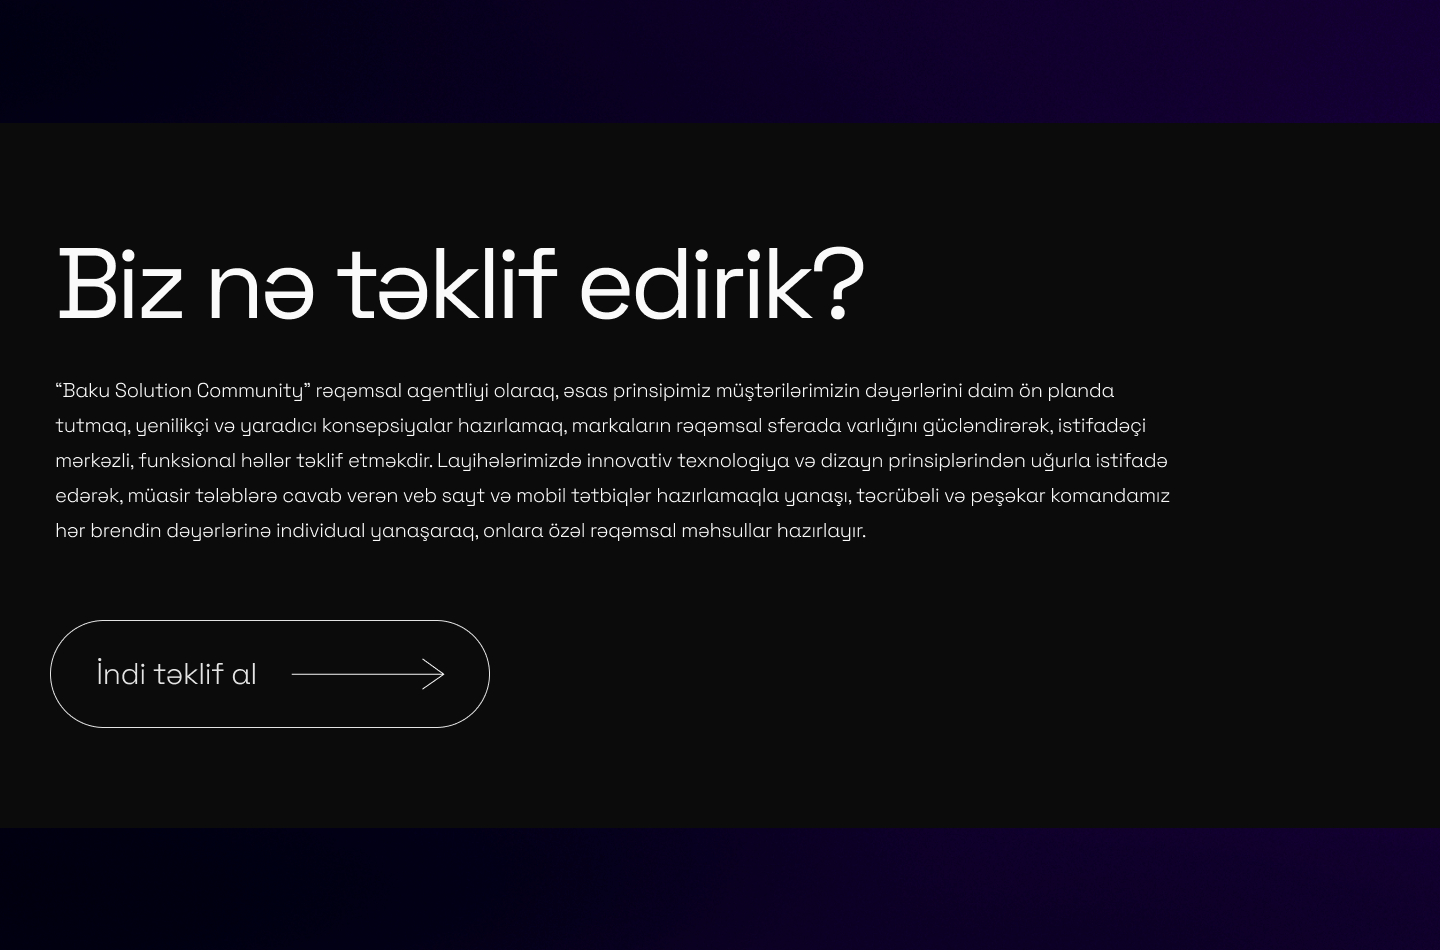 Biz nə təklif edirik?
“Baku Solution Community” rəqəmsal agentliyi olaraq, əsas prinsipimiz müştərilərimizin dəyərlərini daim ön planda
tutmaq, yenilikçi və yaradıcı konsepsiyalar hazırlamaq, markaların rəqəmsal sferada varlığını gücləndirərək, istifadəçi
mərkəzli, funksional həllər təklif etməkdir. Layihələrimizdə innovativ texnologiya və dizayn prinsiplərindən uğurla istifadə
edərək, müasir tələblərə cavab verən veb sayt və mobil tətbiqlər hazırlamaqla yanaşı, təcrübəli və peşəkar komandamız
hər brendin dəyərlərinə individual yanaşaraq, onlara özəl rəqəmsal məhsullar hazırlayır.
İndi təklif al